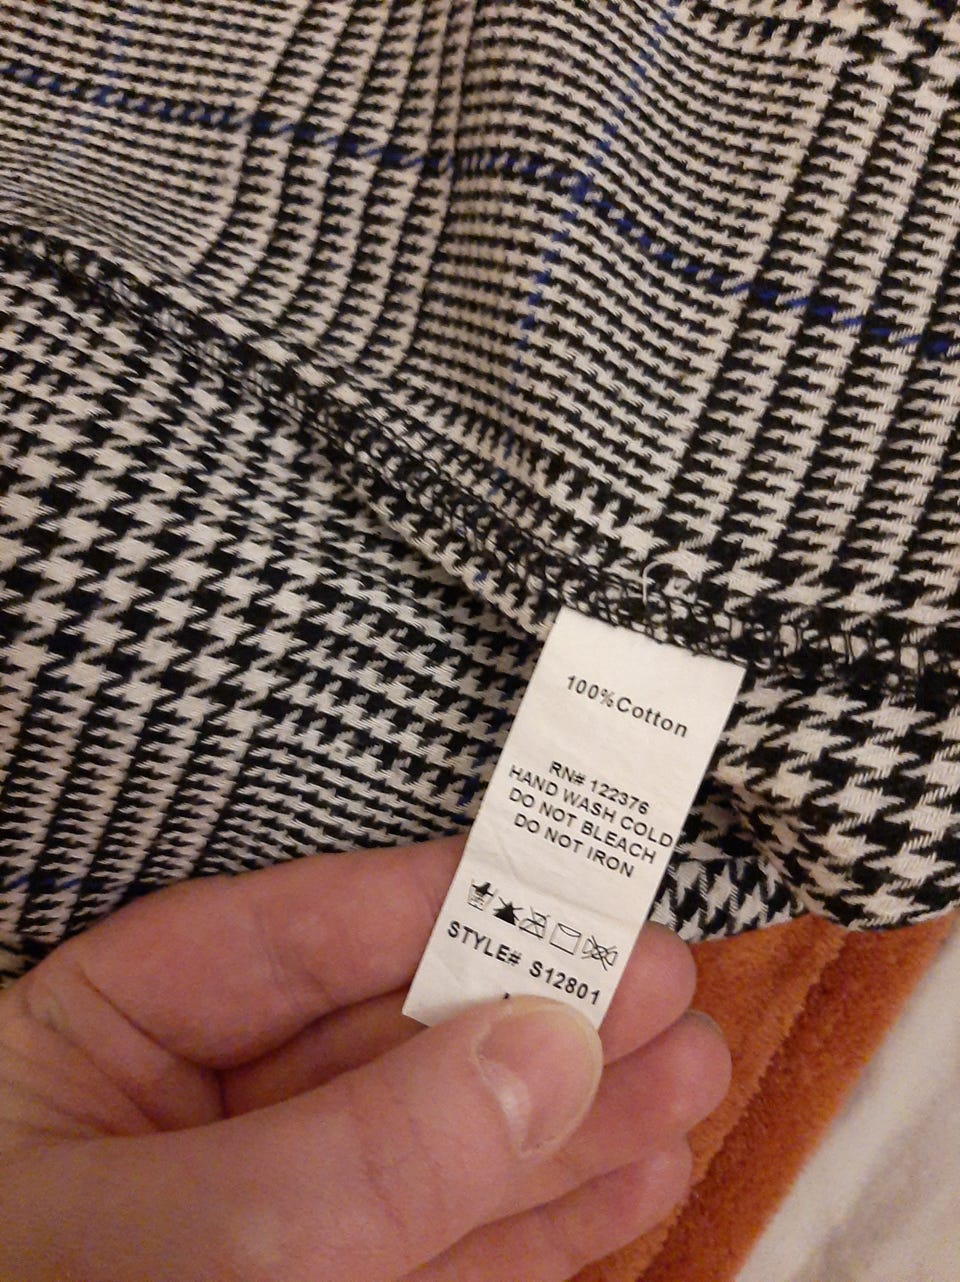 100%Cotton
RN# 122376
HAND WASH COLD
DO NOT BLEACH
DO NOT IRON
STYLE# S12801